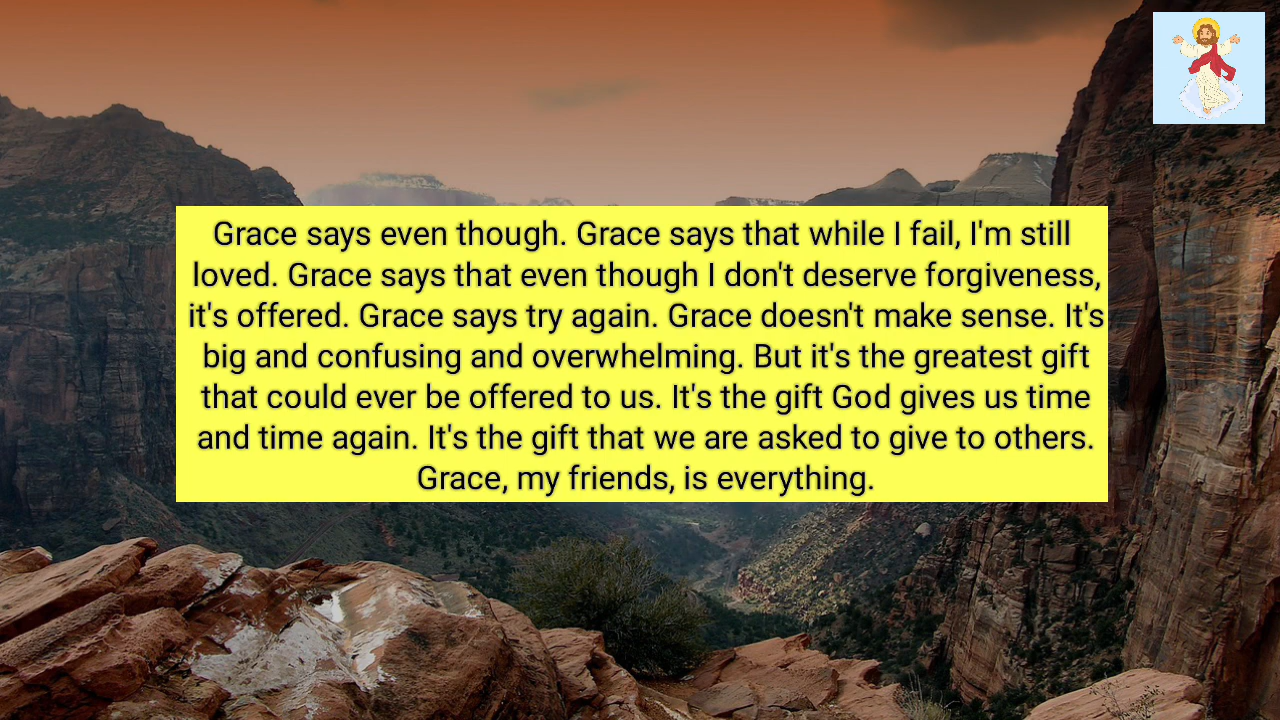 Grace says even though. Grace says that while I fail, I'm still
loved. Grace says that even though I don't deserve forgiveness,
it's offered. Grace says try again. Grace doesn't make sense. It's
big and confusing and overwhelming. But it's the greatest gift
that could ever be offered to us. It's the gift God gives us time
and time again. It's the gift that we are asked to give to others.
Grace, my friends, is everything.